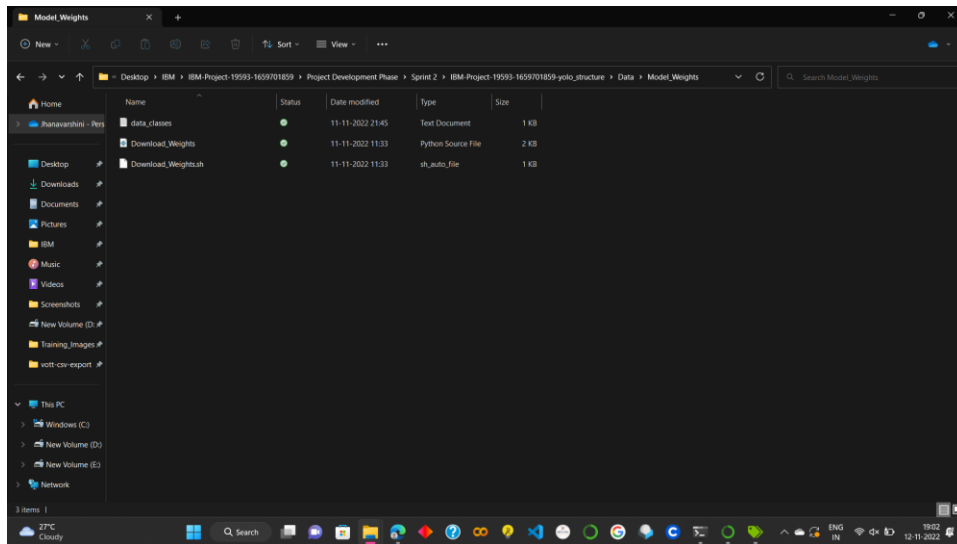 Model_Weights
New
Sort
View
Desktop > IBM > IBM-Project-19593-1659701859 > Project Development Phase > Sprint 2 > IBM-Project-19593-1659701859-yolo_structure > Data > Model_Weights
Search Model_Weights
Home
Jhanavarshini - Pers
Desktop
Downloads
Documents
Pictures
IBM
Music
Videos
Screenshots
New Volume (D:
Training_Images
vott-csv-export
This PC
Windows (C:)
New Volume (D:)
New Volume (E:)
Network
Name Status Date modified Type Size
data_classes 11-11-2022 21:45 Text Document 1 KB
Download_Weights 11-11-2022 11:33 Python Source File 2 KB
Download_Weights.sh 11-11-2022 11:33 sh_auto_file 1 KB
3 items
27°C
Cloudy
Search
ENG
IN
19:02
12-11-2022